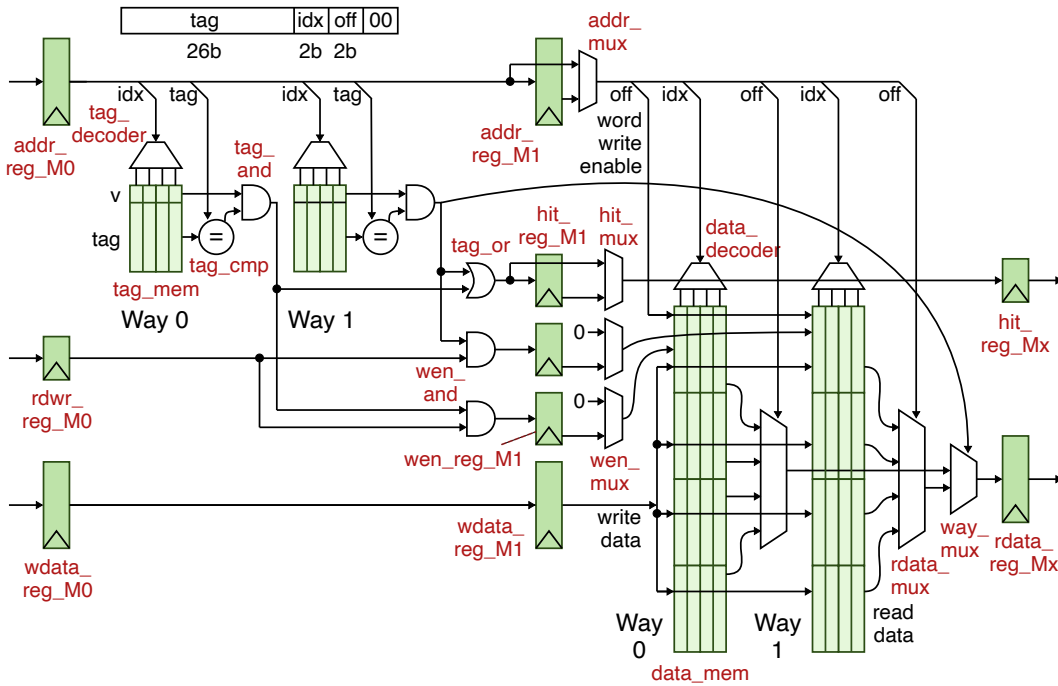 tag idx off 00
26b 2b 2b
addr_
mux
idx tag idx tag off idx off idx off
tag_
decoder
addr_
reg_M0
addr_
reg_M1
word
write
enable
tag_
and
v
tag
=
=
tag_cmp
tag_mem
Way 0
Way 1
tag_or
hit_
reg_M1
hit_
mux
data_
decoder
hit_
reg_Mx
0
rdwr_
reg_M0
wen_
and
0
wen_reg_M1
wen_
mux
wdata_
reg_M0
wdata_
reg_M1
write
data
way_
mux
rdata_
reg_Mx
rdata_
mux
read
data
Way
0
Way
1
data_mem